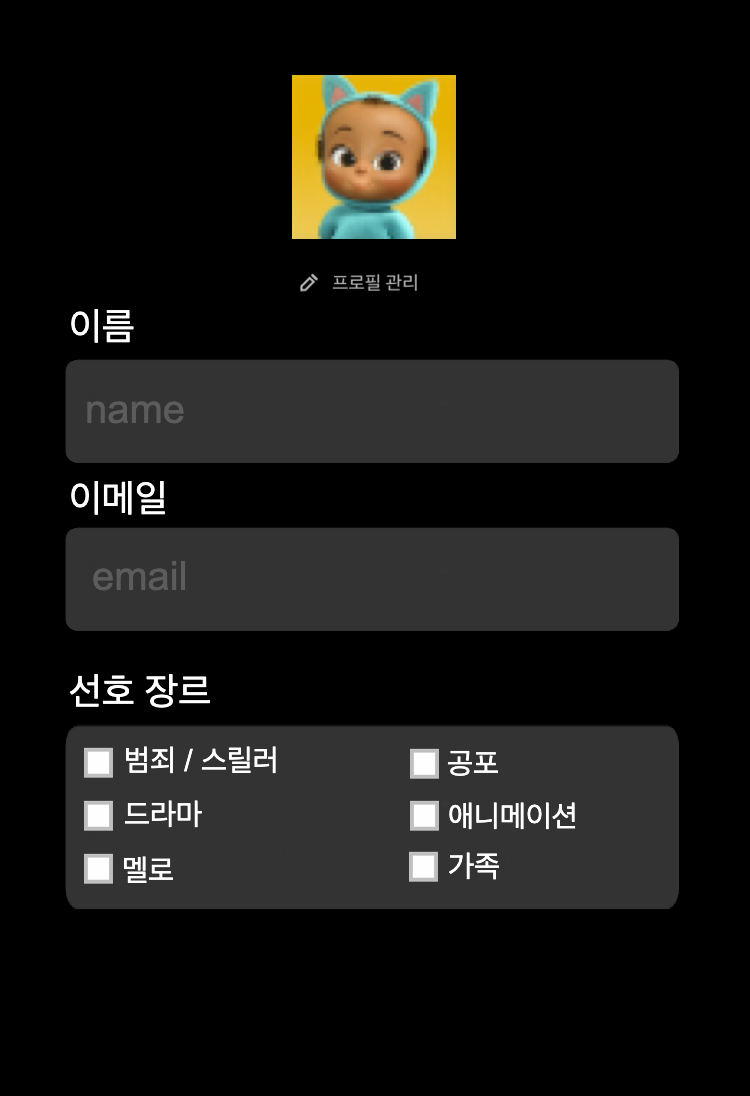 프로필 관리
이름
name
이메일
email
선호 장르
범죄 / 스릴러
공포
드라마
애니메이션
멜로
가족